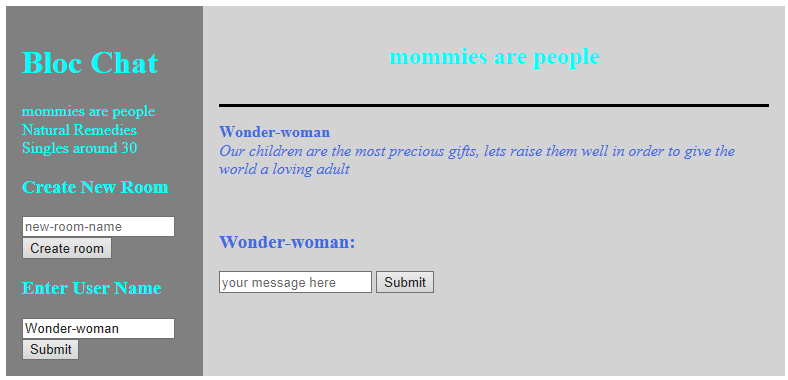 Bloc Chat
mommies are people
Natural Remedies
Singles around 30
Create New Room
new-room-name
Create room
Enter User Name
Wonder-woman
Submit
mommies are people
Wonder-woman
Our children are the most precious gifts, lets raise them well in order to give the
world a loving adult
Wonder-woman:
your message here Submit